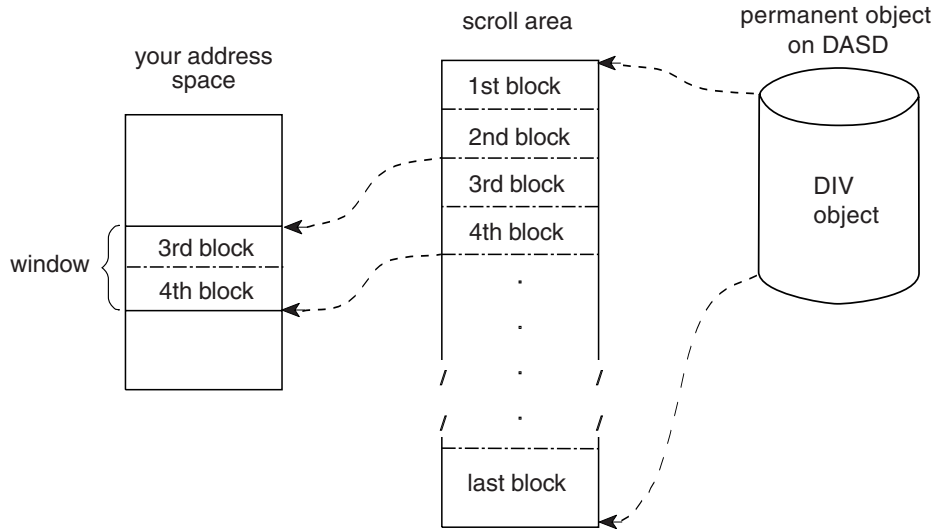 your address
space
window
3rd block
4th block
scroll area
1st block
2nd block
3rd block
4th block
last block
permanent object
on DASD
DIV
object